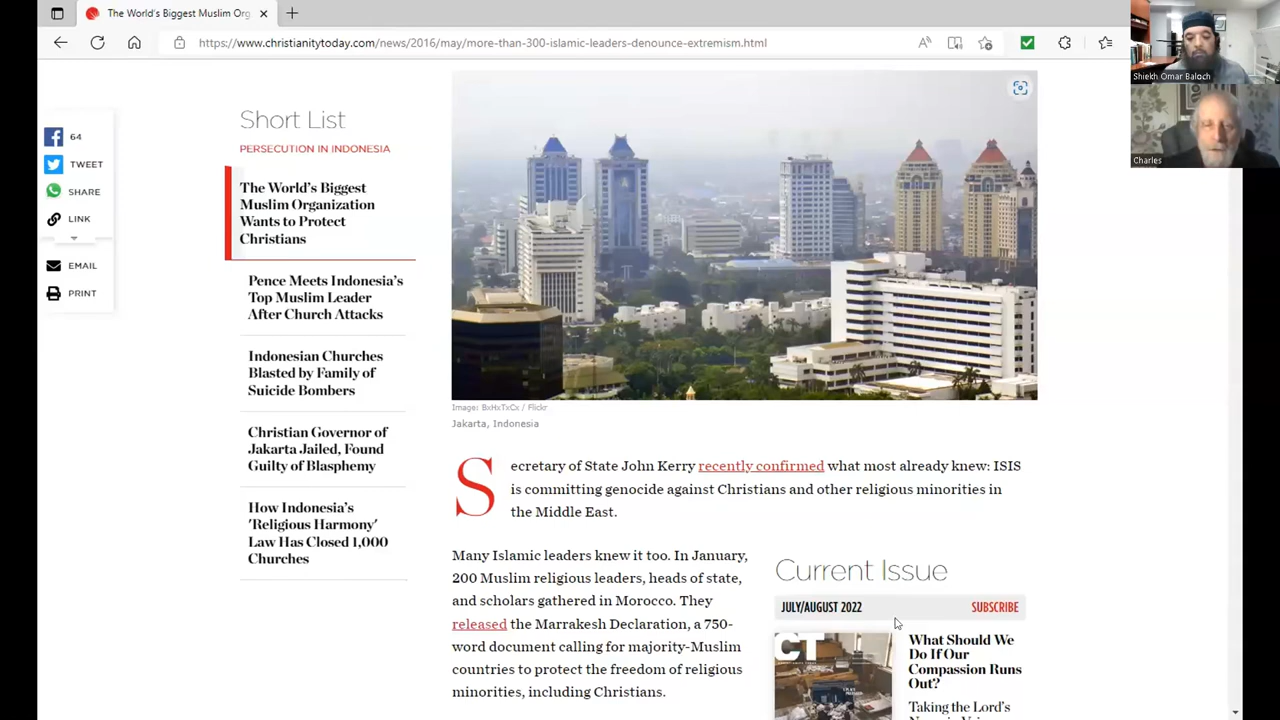 The World's Biggest Muslim Org
https://www.christianitytoday.com/news/2016/may/more-than-300-islamic-leaders-denounce-extremism.html
Shiekh Omar Baloch
Charles
64
TWEET
SHARE
LINK
EMAIL
PRINT
Short List
PERSECUTION IN INDONESIA
The World's Biggest
Muslim Organization
Wants to Protect
Christians
Pence Meets Indonesia's
Top Muslim Leader
After Church Attacks
Indonesian Churches
Blasted by Family of
Suicide Bombers
Christian Governor of
Jakarta Jailed, Found
Guilty of Blasphemy
How Indonesia's
'Religious Harmony'
Law Has Closed 1,000
Churches
Image: BxHxTxCx / Flickr
Jakarta, Indonesia
Secretary of State John Kerry recently confirmed what most already knew: ISIS
is committing genocide against Christians and other religious minorities in
the Middle East.
Many Islamic leaders knew it too. In January,
200 Muslim religious leaders, heads of state,
and scholars gathered in Morocco. They
released the Marrakesh Declaration, a 750-
word document calling for majority-Muslim
countries to protect the freedom of religious
minorities, including Christians.
Current Issue
JULY/AUGUST 2022 SUBSCRIBE
CT
What Should We
Do If Our
Compassion Runs
Out?
Taking the Lord's